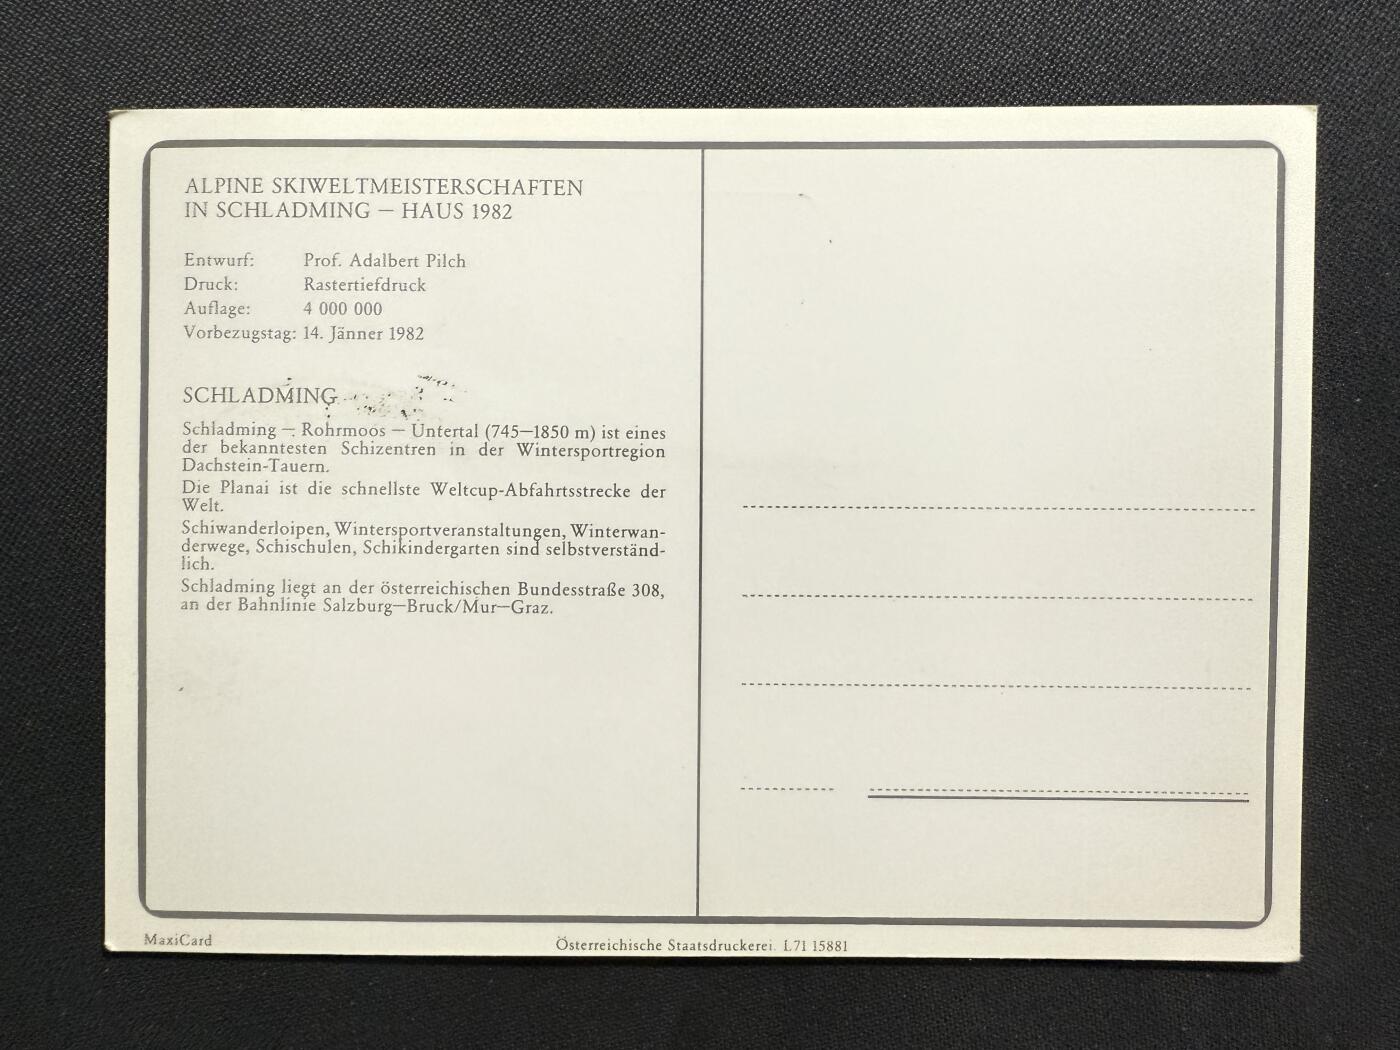 ALPINE SKIWELTMEISTERSCHAFTEN
IN SCHLADMING — HAUS 1982
Entwurf: Prof. Adalbert Pilch
Druck: Rastertiefdruck
Auflage: 4 000 000
Vorbezugstag: 14. Jänner 1982
SCHLADMING
Schladming — Rohrmoos — Untertal (745—1850 m) ist eines
der bekanntesten Schizentren in der Wintersportregion
Dachstein-Tauern.
Die Planai ist die schnellste Weltcup-Abfahrtsstrecke der
Welt.
Schiwanderloipen, Wintersportveranstaltungen, Winterwan-
derwege, Schischulen, Schikindergarten sind selbstverständ-
lich.
Schladming liegt an der österreichischen Bundesstraße 308,
an der Bahnlinie Salzburg—Bruck/Mur—Graz.
MaxiCard
Österreichische Staatsdruckerei. L71 15881